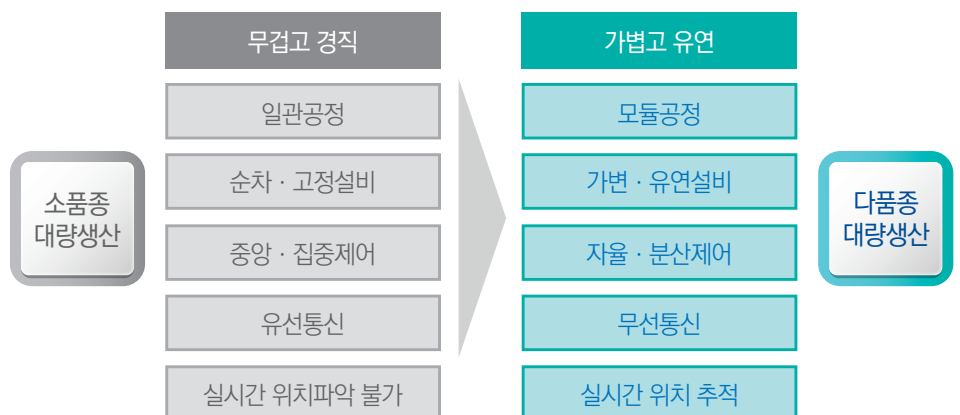 무겁고 경직
가볍고 유연
일관공정
모듈공정
순차 · 고정설비
가변 · 유연설비
소품종
대량생산
다품종
대량생산
중앙 · 집중제어
자율 · 분산제어
유선통신
무선통신
실시간 위치파악 불가
실시간 위치 추적